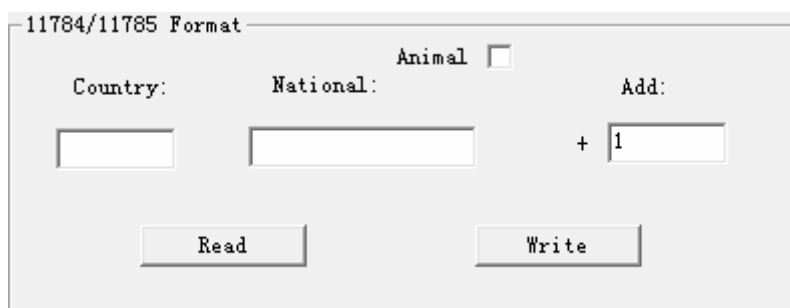 11784/11785 Format
Animal
Country: National: Add:
+ 1
Read Write